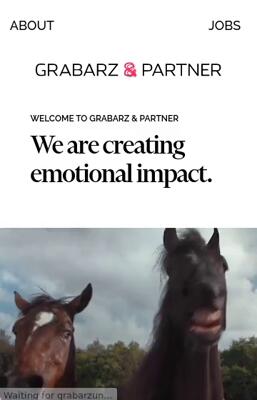 ABOUT JOBS
GRABARZ & PARTNER
WELCOME TO GRABARZ & PARTNER
We are creating
emotional impact.
Waiting for grabarzun...